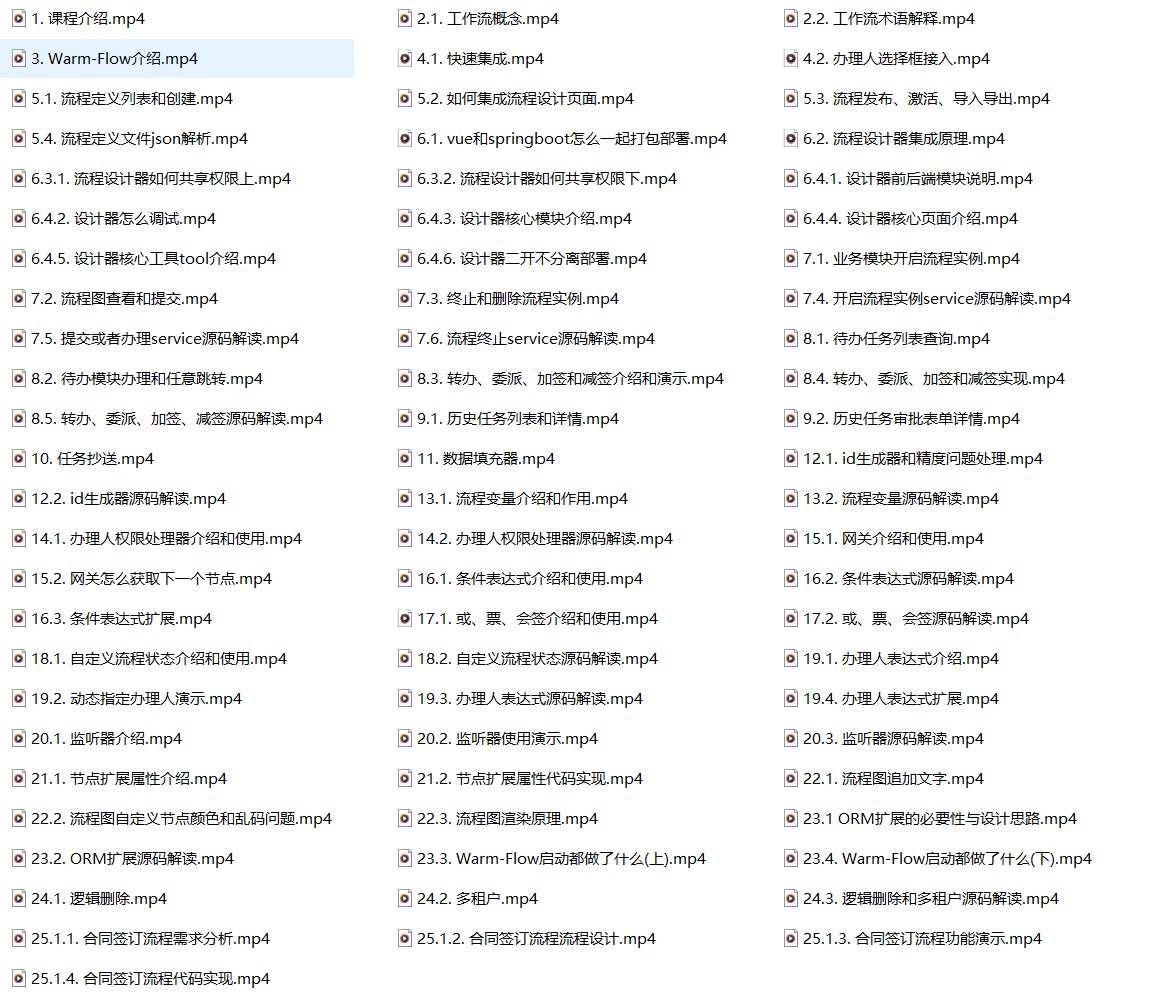 1. 课程介绍.mp4
2.1. 工作流概念.mp4
2.2. 工作流术语解释.mp4
3. Warm-Flow介绍.mp4
4.1. 快速集成.mp4
4.2. 办理人选择框接入.mp4
5.1. 流程定义列表和创建.mp4
5.2. 如何集成流程设计页面.mp4
5.3. 流程发布、激活、导入导出.mp4
5.4. 流程定义文件json解析.mp4
6.1. vue和springboot怎么一起打包部署.mp4
6.2. 流程设计器集成原理.mp4
6.3.1. 流程设计器如何共享权限上.mp4
6.3.2. 流程设计器如何共享权限下.mp4
6.4.1. 设计器前后端模块说明.mp4
6.4.2. 设计器怎么调试.mp4
6.4.3. 设计器核心模块介绍.mp4
6.4.4. 设计器核心页面介绍.mp4
6.4.5. 设计器核心工具tool介绍.mp4
6.4.6. 设计器二开不分离部署.mp4
7.1. 业务模块开启流程实例.mp4
7.2. 流程图查看和提交.mp4
7.3. 终止和删除流程实例.mp4
7.4. 开启流程实例service源码解读.mp4
7.5. 提交或者办理service源码解读.mp4
7.6. 流程终止service源码解读.mp4
8.1. 待办任务列表查询.mp4
8.2. 待办模块办理和任意跳转.mp4
8.3. 转办、委派、加签和减签介绍和演示.mp4
8.4. 转办、委派、加签和减签实现.mp4
8.5. 转办、委派、加签、减签源码解读.mp4
9.1. 历史任务列表和详情.mp4
9.2. 历史任务审批表单详情.mp4
10. 任务抄送.mp4
11. 数据填充器.mp4
12.1. id生成器和精度问题处理.mp4
12.2. id生成器源码解读.mp4
13.1. 流程变量介绍和作用.mp4
13.2. 流程变量源码解读.mp4
14.1. 办理人权限处理器介绍和使用.mp4
14.2. 办理人权限处理器源码解读.mp4
15.1. 网关介绍和使用.mp4
15.2. 网关怎么获取下一个节点.mp4
16.1. 条件表达式介绍和使用.mp4
16.2. 条件表达式源码解读.mp4
16.3. 条件表达式扩展.mp4
17.1. 或、票、会签介绍和使用.mp4
17.2. 或、票、会签源码解读.mp4
18.1. 自定义流程状态介绍和使用.mp4
18.2. 自定义流程状态源码解读.mp4
19.1. 办理人表达式介绍.mp4
19.2. 动态指定办理人演示.mp4
19.3. 办理人表达式源码解读.mp4
19.4. 办理人表达式扩展.mp4
20.1. 监听器介绍.mp4
20.2. 监听器使用演示.mp4
20.3. 监听器源码解读.mp4
21.1. 节点扩展属性介绍.mp4
21.2. 节点扩展属性代码实现.mp4
22.1. 流程图追加文字.mp4
22.2. 流程图自定义节点颜色和乱码问题.mp4
22.3. 流程图渲染原理.mp4
23.1 ORM扩展的必要性与设计思路.mp4
23.2. ORM扩展源码解读.mp4
23.3. Warm-Flow启动都做了什么(上).mp4
23.4. Warm-Flow启动都做了什么(下).mp4
24.1. 逻辑删除.mp4
24.2. 多租户.mp4
24.3. 逻辑删除和多租户源码解读.mp4
25.1.1. 合同签订流程需求分析.mp4
25.1.2. 合同签订流程流程设计.mp4
25.1.3. 合同签订流程功能演示.mp4
25.1.4. 合同签订流程代码实现.mp4